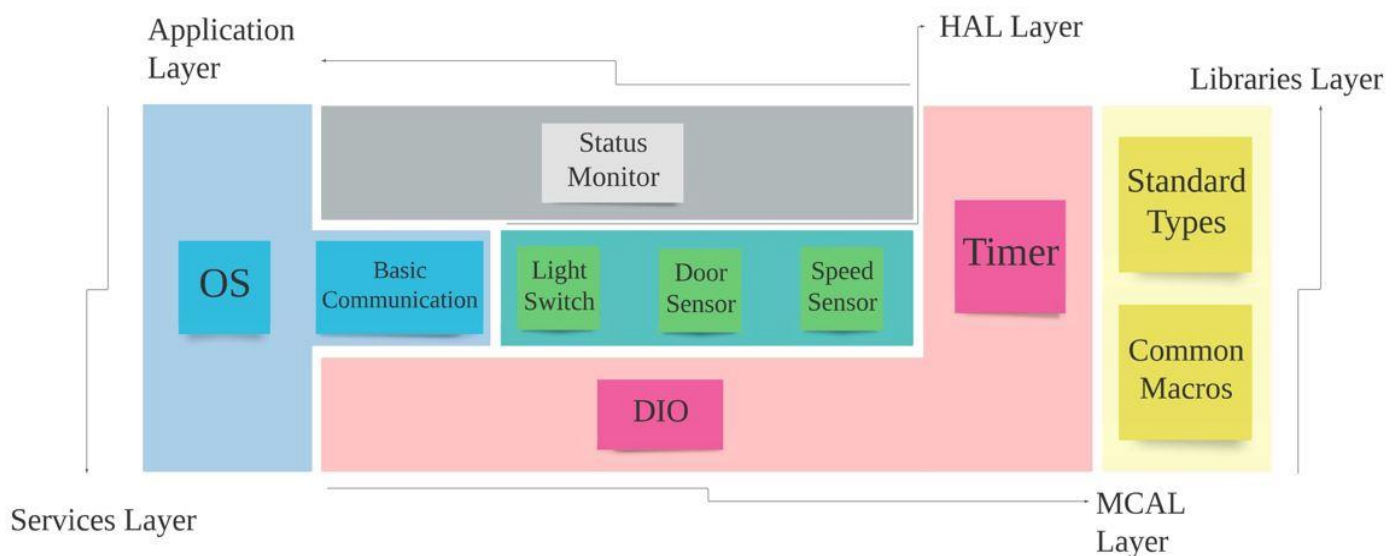 Application
Layer
HAL Layer
Libraries Layer
Status
Monitor
Standard
Types
OS
Basic
Communication
Light
Switch
Door
Sensor
Speed
Sensor
Timer
Common
Macros
DIO
Services Layer
MCAL
Layer